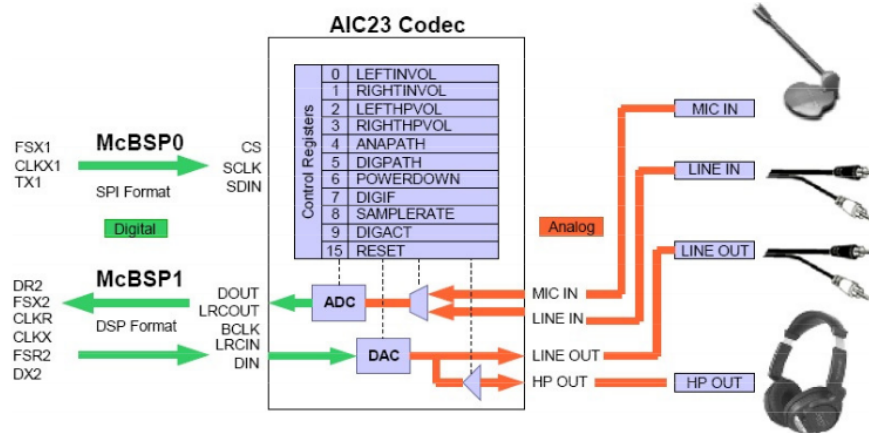 AIC23 Codec
Control Registers
0 LEFTINVOL
1 RIGHTINVOL
2 LEFTHPVOL
3 RIGHTHPVOL
4 ANAPATH
5 DIGPATH
6 POWERDOWN
7 DIGIF
8 SAMPLERATE
9 DIGACT
15 RESET
FSX1
CLKX1
TX1
McBSP0
SPI Format
CS
SCLK
SDIN
Digital
Analog
MIC IN
LINE IN
LINE OUT
HP OUT
DR2
FSX2
CLKR
CLKX
FSR2
DX2
McBSP1
DSP Format
DOUT
LRCOUT
BCLK
LRCIN
DIN
ADC
DAC
MIC IN
LINE IN
LINE OUT
HP OUT